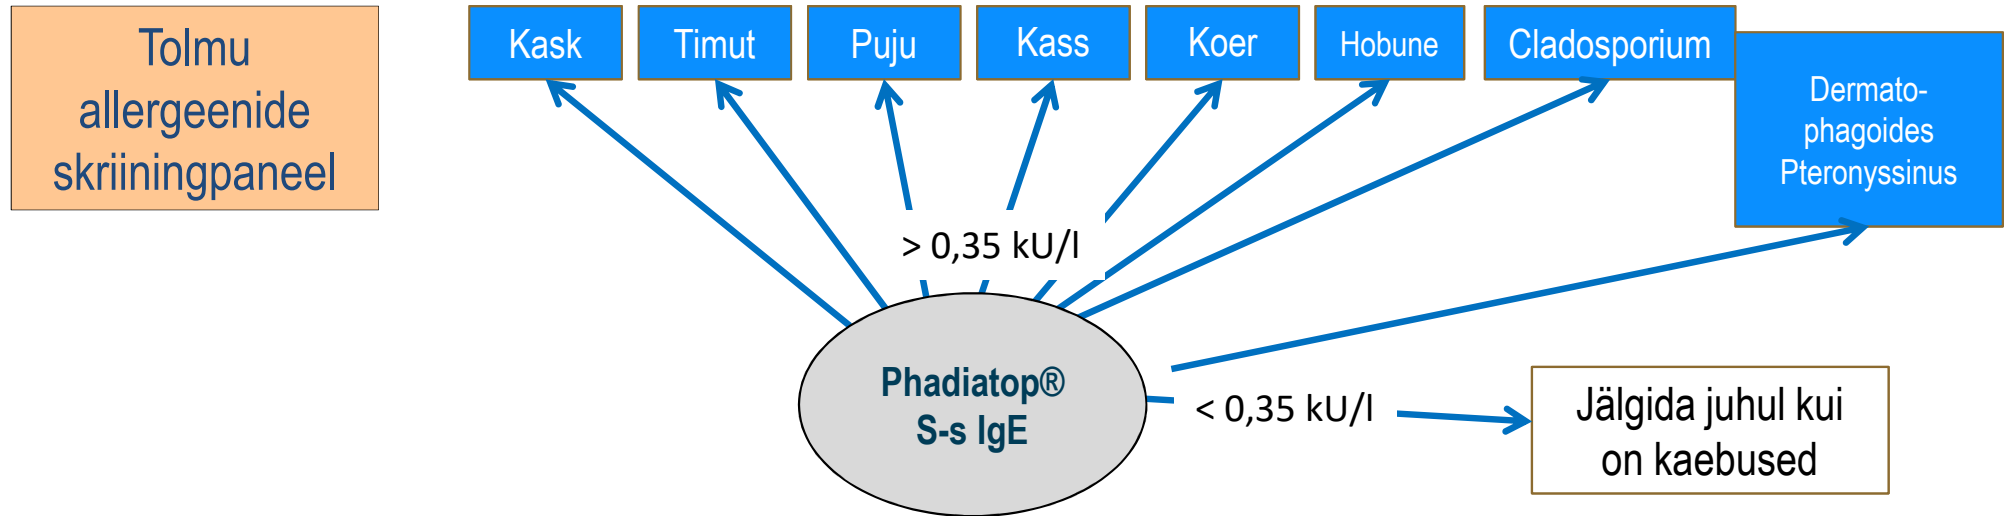 Tolmu
allergeenide
skriiningpaneel
Kask
Timut
Puju
Kass
Koer
Hobune
Cladosporium
Dermato-
phagoides
Pteronyssinus
> 0,35 kU/l
Phadiatop®
S-s IgE
< 0,35 kU/l
Jälgida juhul kui
on kaebused